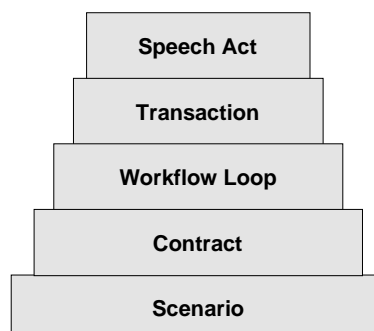 Speech Act
Transaction
Workflow Loop
Contract
Scenario